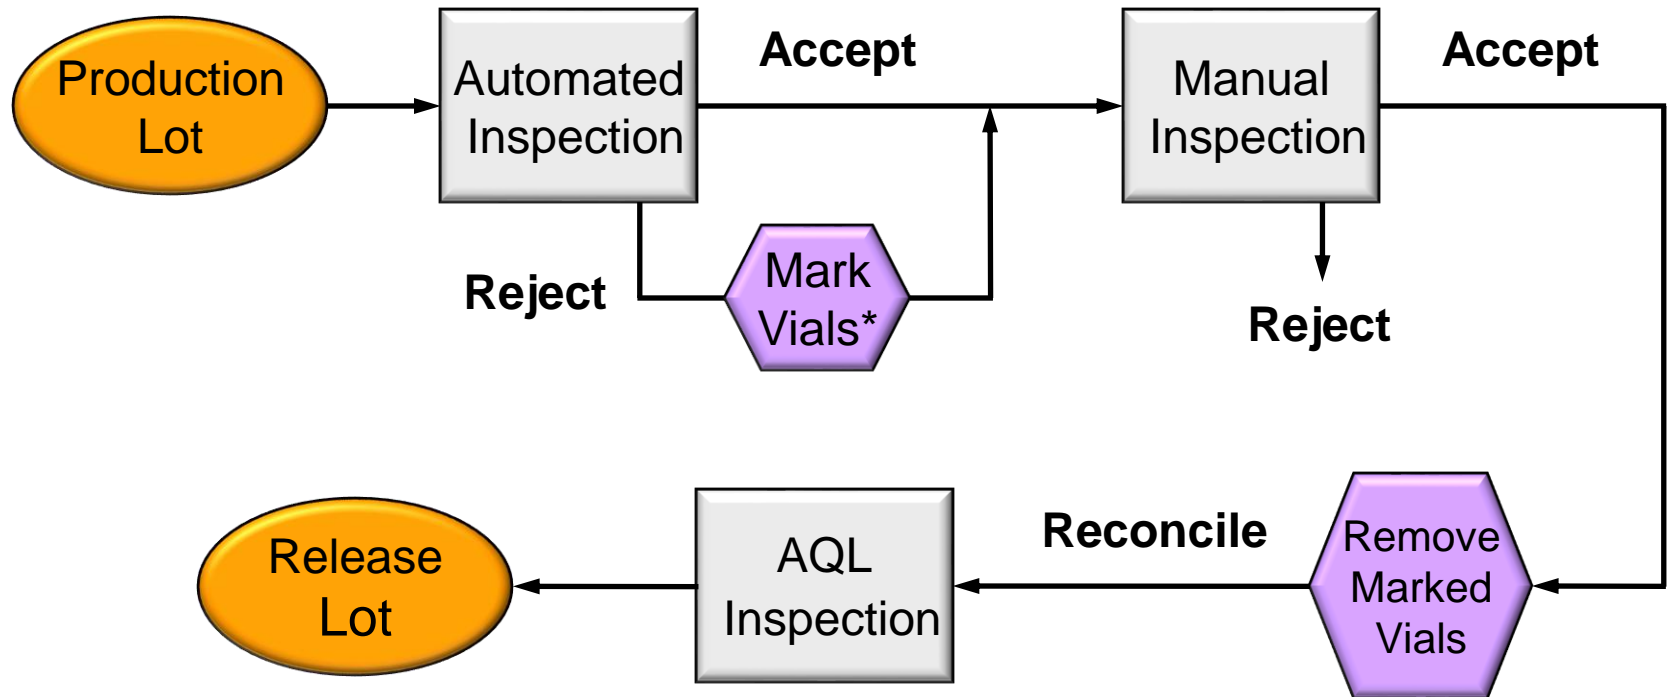 Production
Lot
Automated
Inspection
Accept
Manual
Inspection
Accept
Reject
Mark
Vials*
Reject
Release
Lot
AQL
Inspection
Reconcile
Remove
Marked
Vials